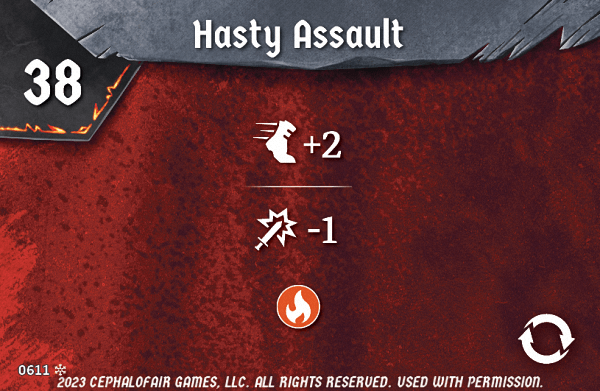 Hasty Assault
38
+2
-1
0611
2023 CEPHALOFAIR GAMES, LLC. ALL RIGHTS RESERVED. USED WITH PERMISSION.